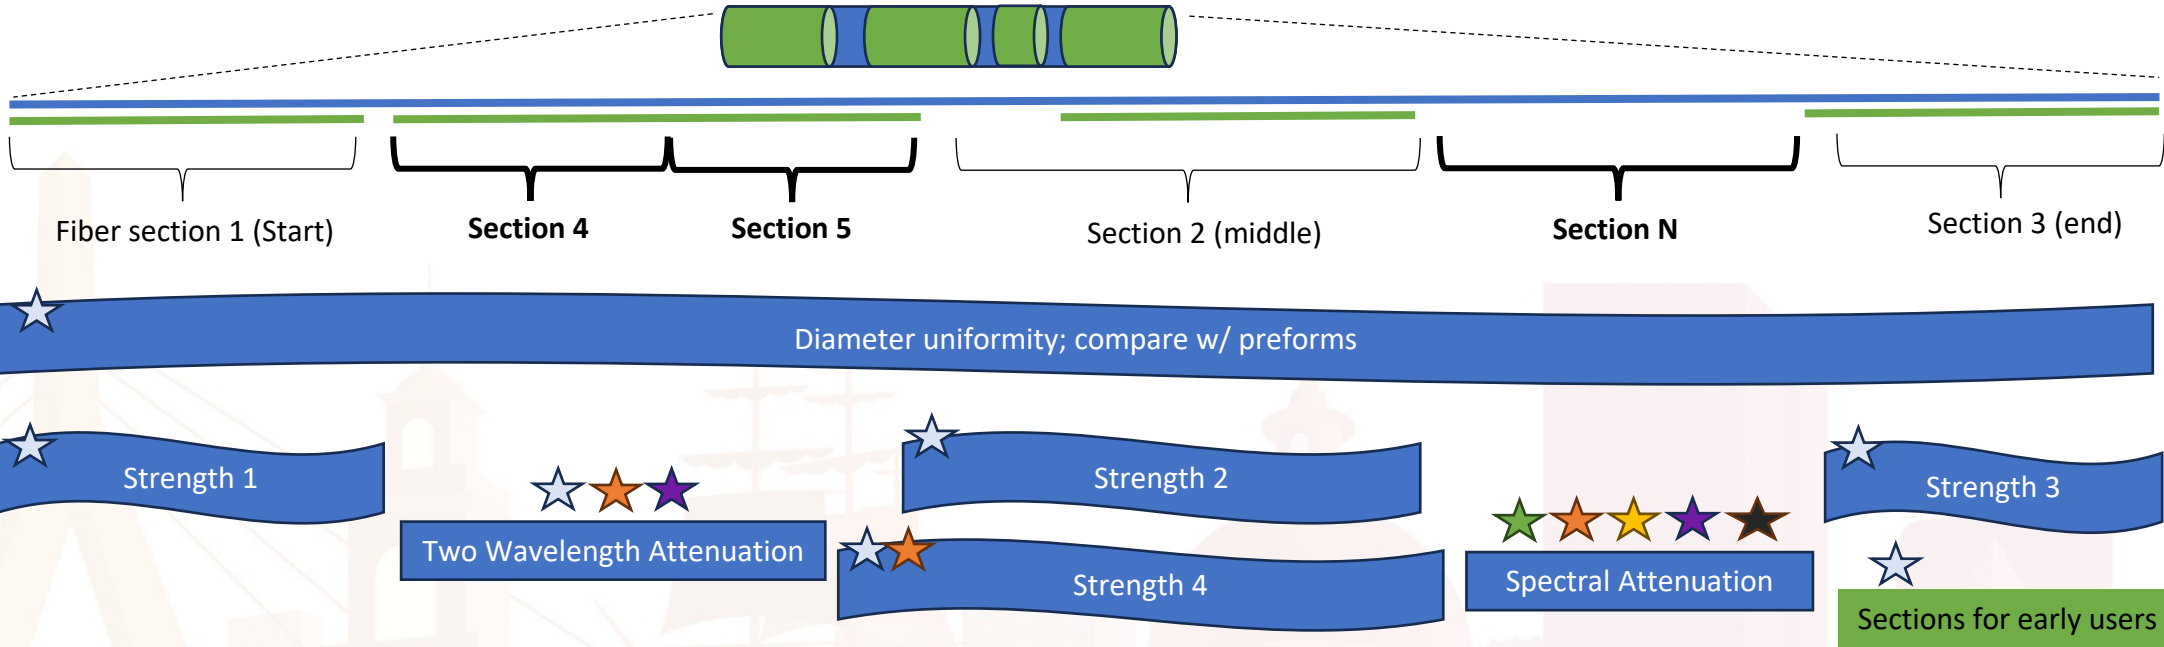 Fiber section 1 (Start)
Section 4
Section 5
Section 2 (middle)
Section N
Section 3 (end)
Diameter uniformity; compare w/ preforms
Strength 1
Two Wavelength Attenuation
Strength 2
Strength 4
Spectral Attenuation
Strength 3
Sections for early users